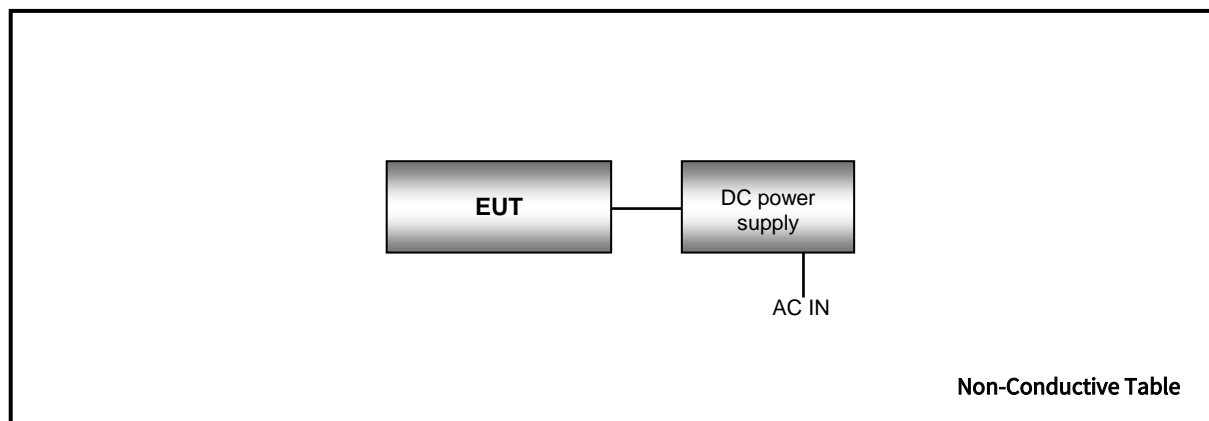 EUT
DC power
supply
AC IN
Non-Conductive Table